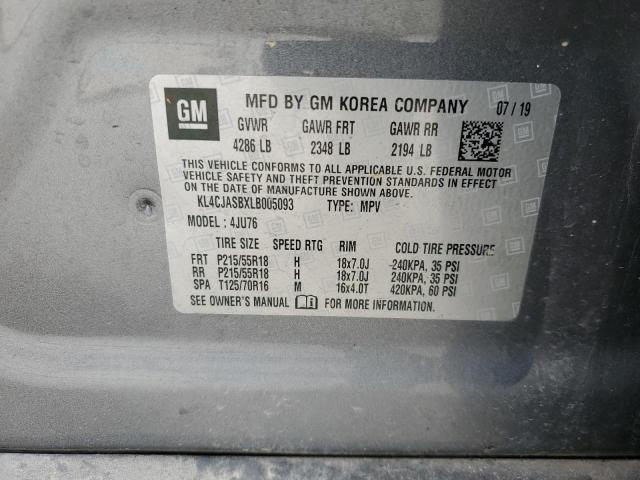 GM
MFD BY GM KOREA COMPANY 07 / 19
GVWR GAWR FRT GAWR RR
4286 LB 2348 LB 2194 LB
THIS VEHICLE CONFORMS TO ALL APPLICABLE U.S. FEDERAL MOTOR
VEHICLE SAFETY AND THEFT PREVENTION STANDARDS IN EFFECT
ON THE DATE OF MANUFACTURE SHOWN ABOVE.
KL4CJASBXLB005093 TYPE: MPV
MODEL: 4JU76
TIRE SIZE SPEED RTG RIM COLD TIRE PRESSURE
FRT P215/55R18 H 18x7.0J 240KPA, 35 PSI
RR P215/55R18 H 18x7.0J 240KPA, 35 PSI
SPA T125/70R16 M 16x4.0T 420KPA, 60 PSI
SEE OWNER'S MANUAL FOR MORE INFORMATION.